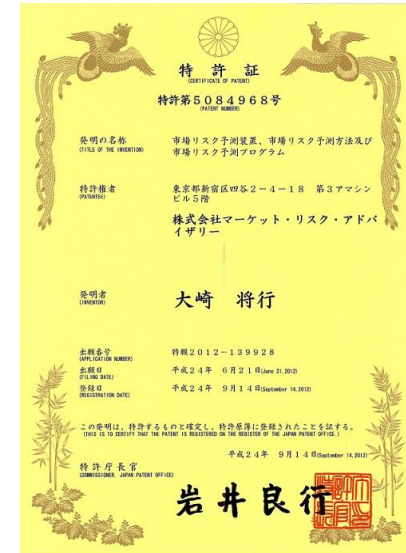 特許証
(CERTIFICATE OF PATENT)
特許第5084968号
(PATENT NUMBER)
発明の名称
(TITLE OF THE INVENTION)
市場リスク予測装置、市場リスク予測方法及び
市場リスク予測プログラム
特許権者
(PATENTEE)
東京都新宿区四谷2-4-18 第3アマシン
ビル5階
株式会社マーケット・リスク・アドバ
イザリー
発明者
(INVENTOR)
大崎 将行
出願番号
(APPLICATION NUMBER)
特願2012-139928
出願日
(FILING DATE)
平成24年 6月21日(June 21,2012)
登録日
(REGISTRATION DATE)
平成24年 9月14日(September 14,2012)
この発明は、特許するものと確定し、特許原簿に登録されたことを証する。
(THIS IS TO CERTIFY THAT THE PATENT IS REGISTERED ON THE REGISTER OF THE JAPAN PATENT OFFICE.)
平成24年 9月14日(September 14,2012)
特許庁長官
(COMMISSIONER, JAPAN PATENT OFFICE)
岩井良行